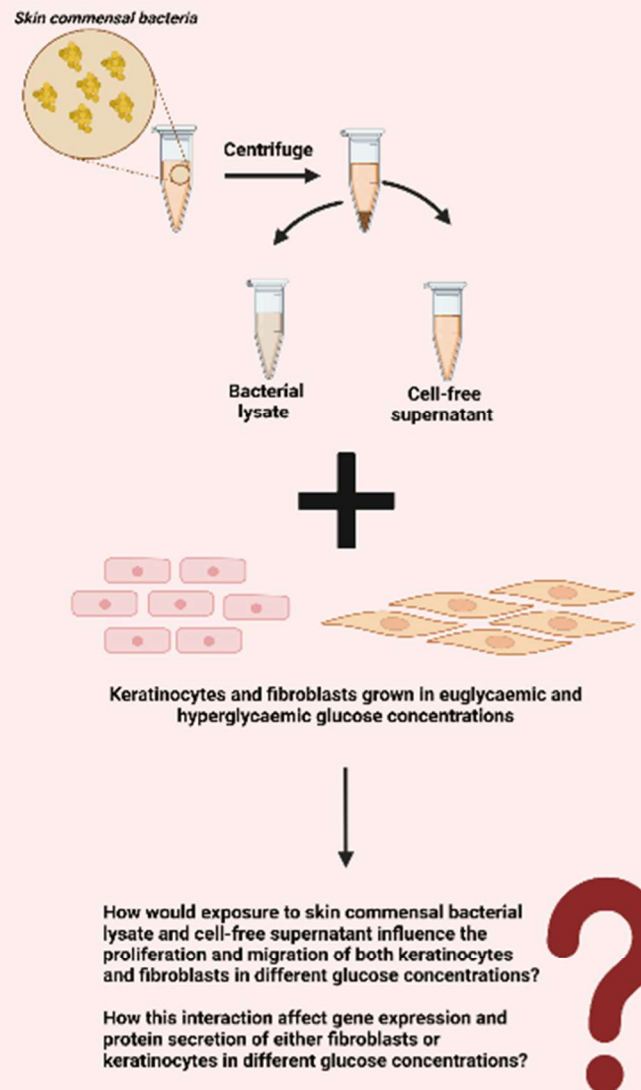 Skin commensal bacteria
Centrifuge
Bacterial
lysate
Cell-free
supernatant
Keratinocytes and fibroblasts grown in euglycaemic and
hyperglycaemic glucose concentrations
How would exposure to skin commensal bacterial
lysate and cell-free supernatant influence the
proliferation and migration of both keratinocytes
and fibroblasts in different glucose concentrations?
How this interaction affect gene expression and
protein secretion of either fibroblasts or
keratinocytes in different glucose concentrations?
?